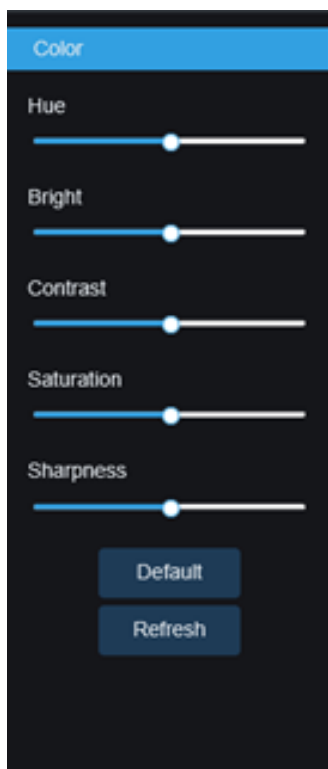 Color
Hue
Bright
Contrast
Saturation
Sharpness
Default
Refresh